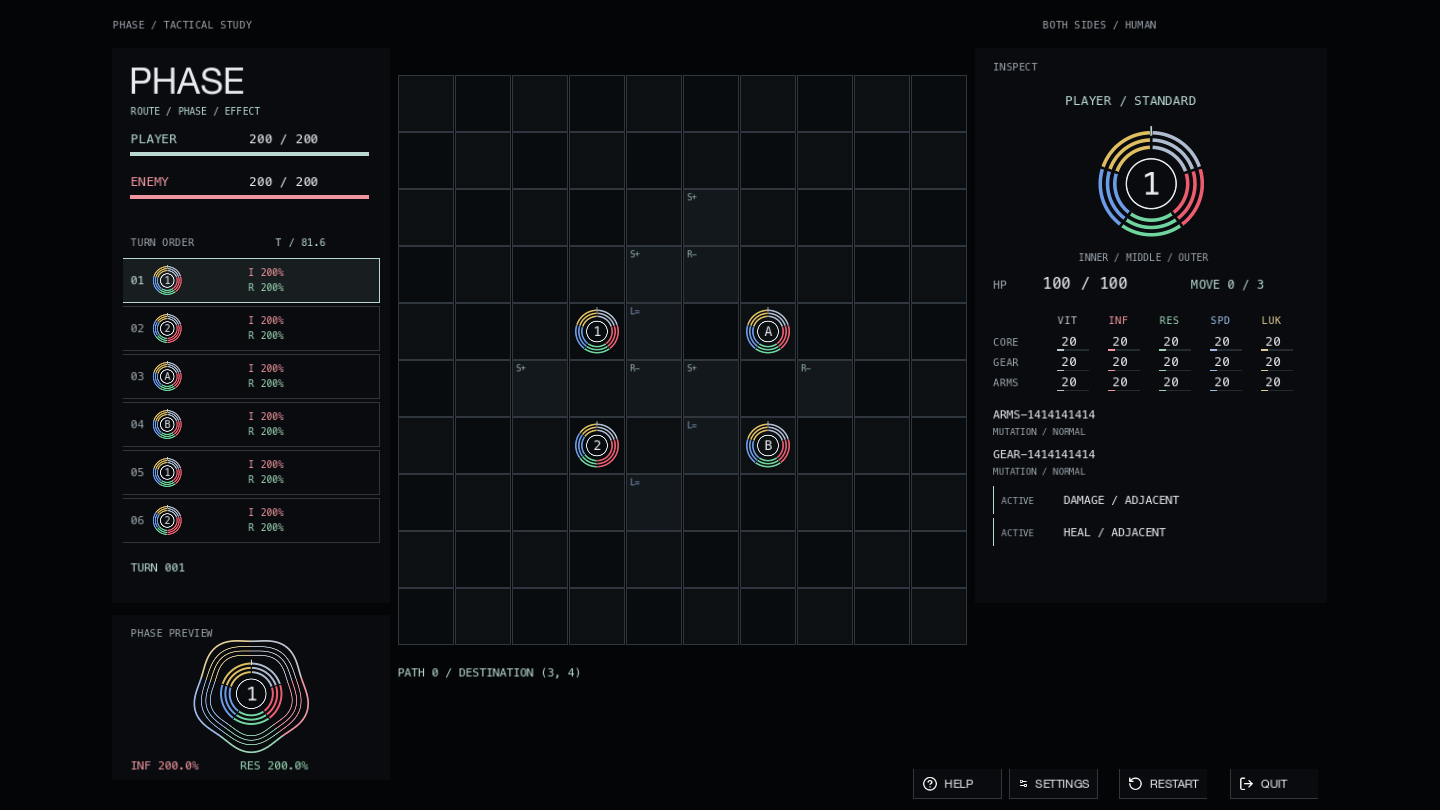 PHASE / TACTICAL STUDY
BOTH SIDES / HUMAN
PHASE
ROUTE / PHASE / EFFECT
PLAYER 200 / 200
ENEMY 200 / 200
TURN ORDER T / 81.6
01 1 I 200%
R 200%
02 2 I 200%
R 200%
03 A I 200%
R 200%
04 B I 200%
R 200%
05 1 I 200%
R 200%
06 2 I 200%
R 200%
TURN 001
PHASE PREVIEW
1
INF 200.0% RES 200.0%
S+
S+ R−
L=
1 A
S+ R− S+ R−
L=
2 B
L=
PATH 0 / DESTINATION (3, 4)
INSPECT
PLAYER / STANDARD
1
INNER / MIDDLE / OUTER
HP 100 / 100 MOVE 0 / 3
VIT INF RES SPD LUK
CORE 20 20 20 20 20
GEAR 20 20 20 20 20
ARMS 20 20 20 20 20
ARMS−1414141414
MUTATION / NORMAL
GEAR−1414141414
MUTATION / NORMAL
ACTIVE DAMAGE / ADJACENT
ACTIVE HEAL / ADJACENT
HELP SETTINGS RESTART QUIT